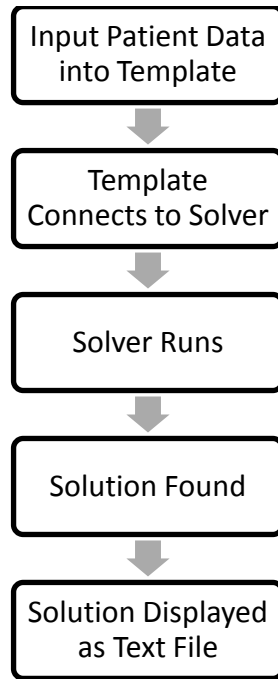 Input Patient Data
into Template
Template
Connects to Solver
Solver Runs
Solution Found
Solution Displayed
as Text File